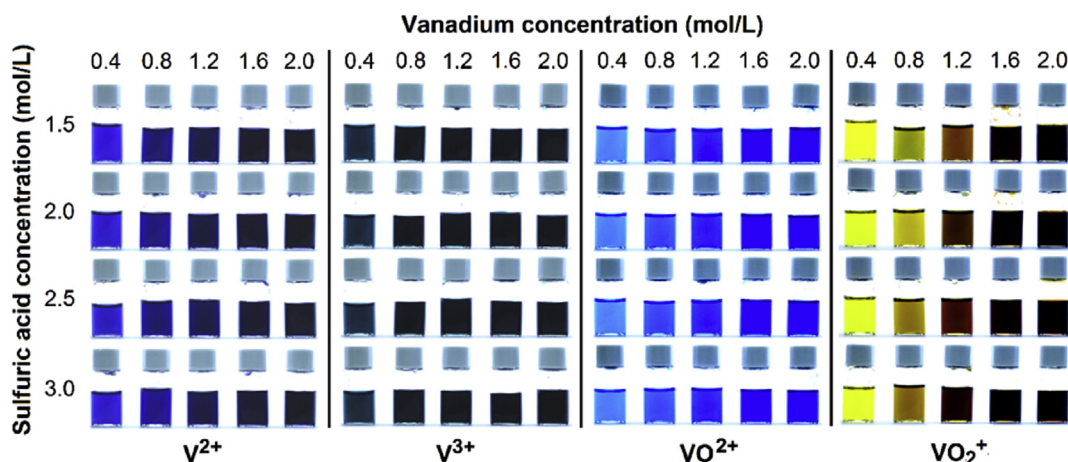 Vanadium concentration (mol/L)
0.4 0.8 1.2 1.6 2.0 0.4 0.8 1.2 1.6 2.0 0.4 0.8 1.2 1.6 2.0 0.4 0.8 1.2 1.6 2.0
Sulfuric acid concentration (mol/L)
1.5
2.0
2.5
3.0
V²⁺ V³⁺ VO²⁺ VO₂⁺